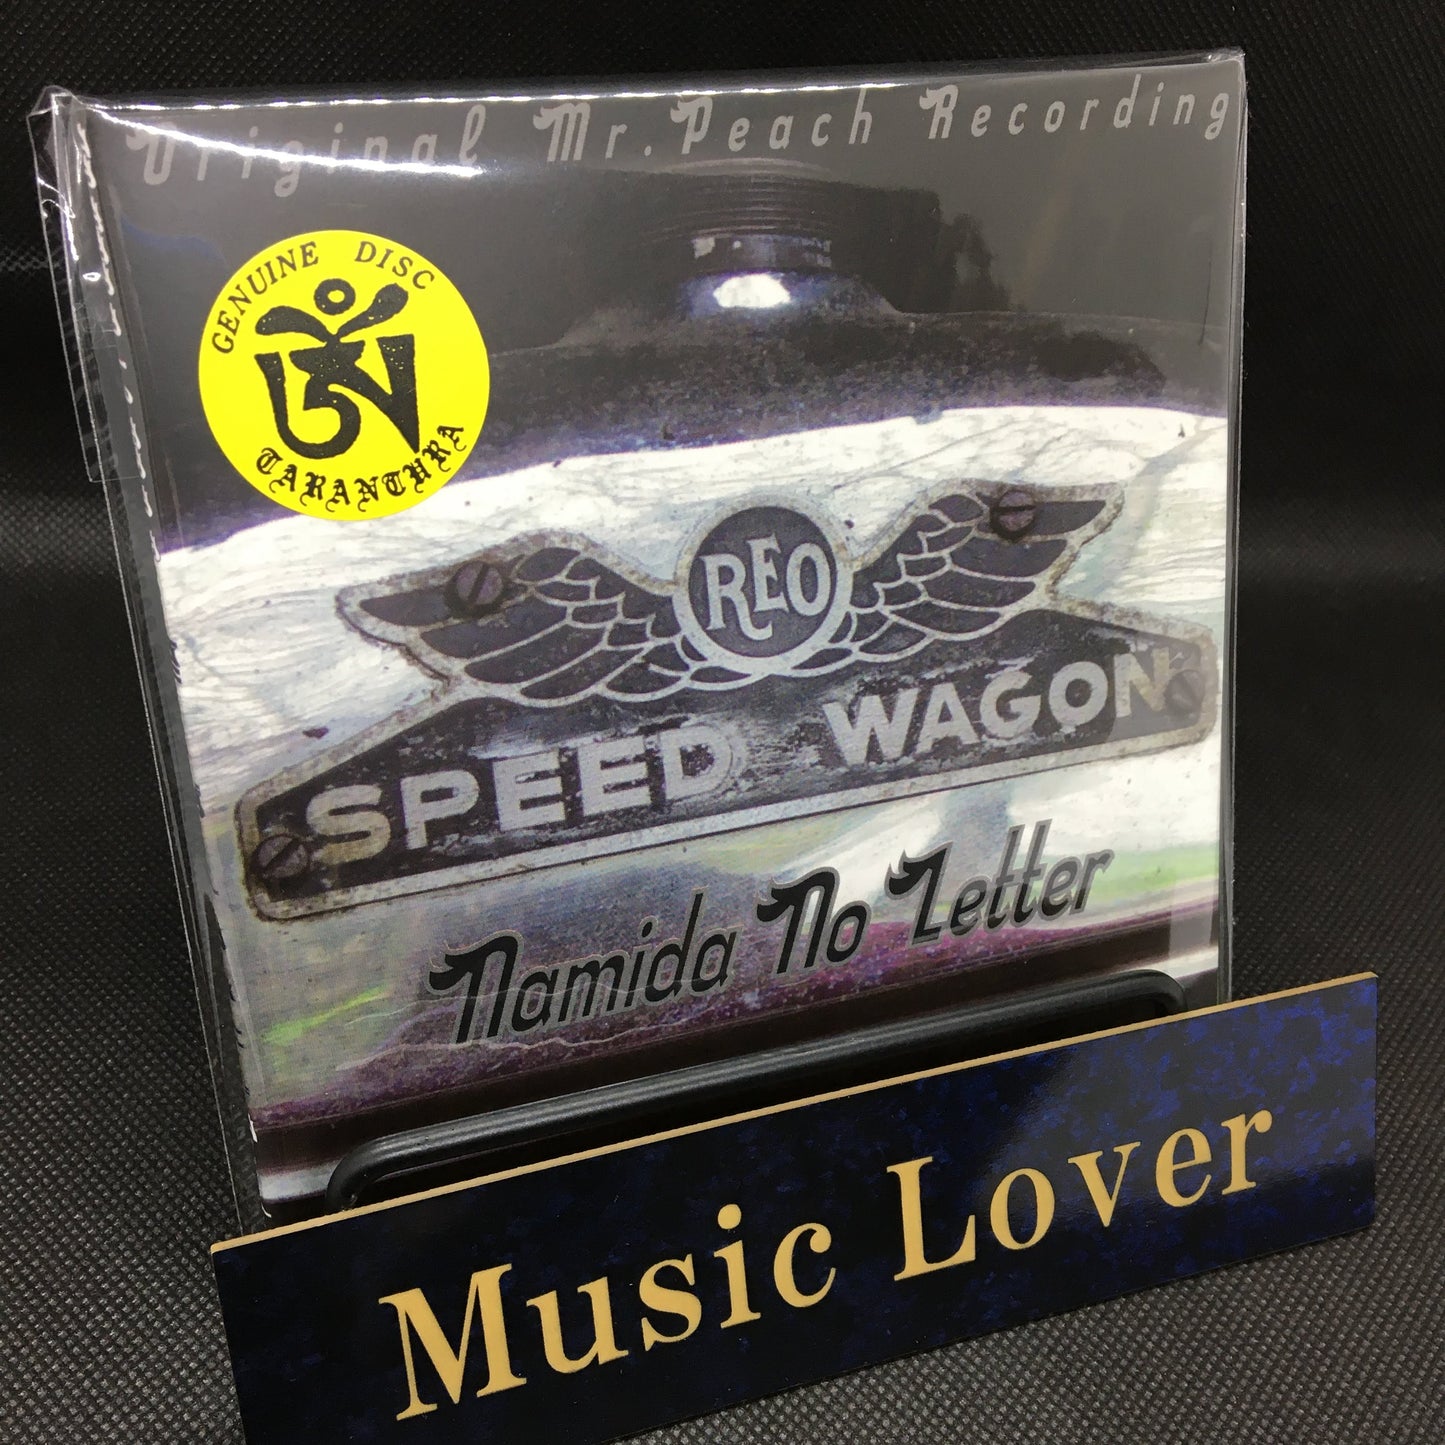 Original Mr. Peach Recording
GENUINE DISC
ༀ
TARANTURA
REO
SPEED WAGON
Namida No Letter
Music Lover